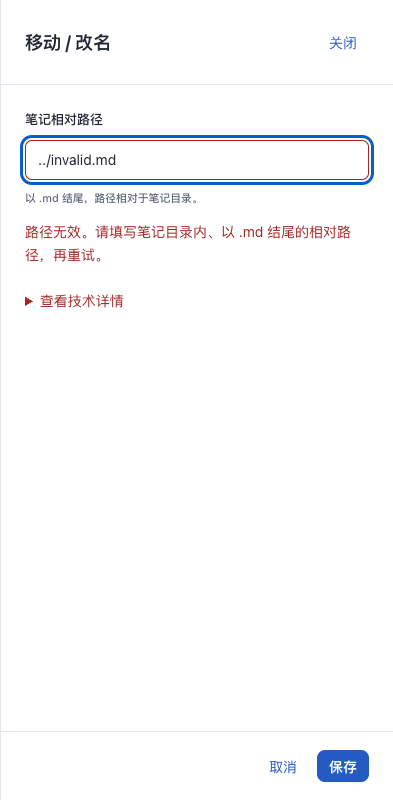 移动 / 改名
关闭
笔记相对路径
../invalid.md
以 .md 结尾，路径相对于笔记目录。
路径无效。请填写笔记目录内、以 .md 结尾的相对路
径，再重试。
查看技术详情
取消
保存